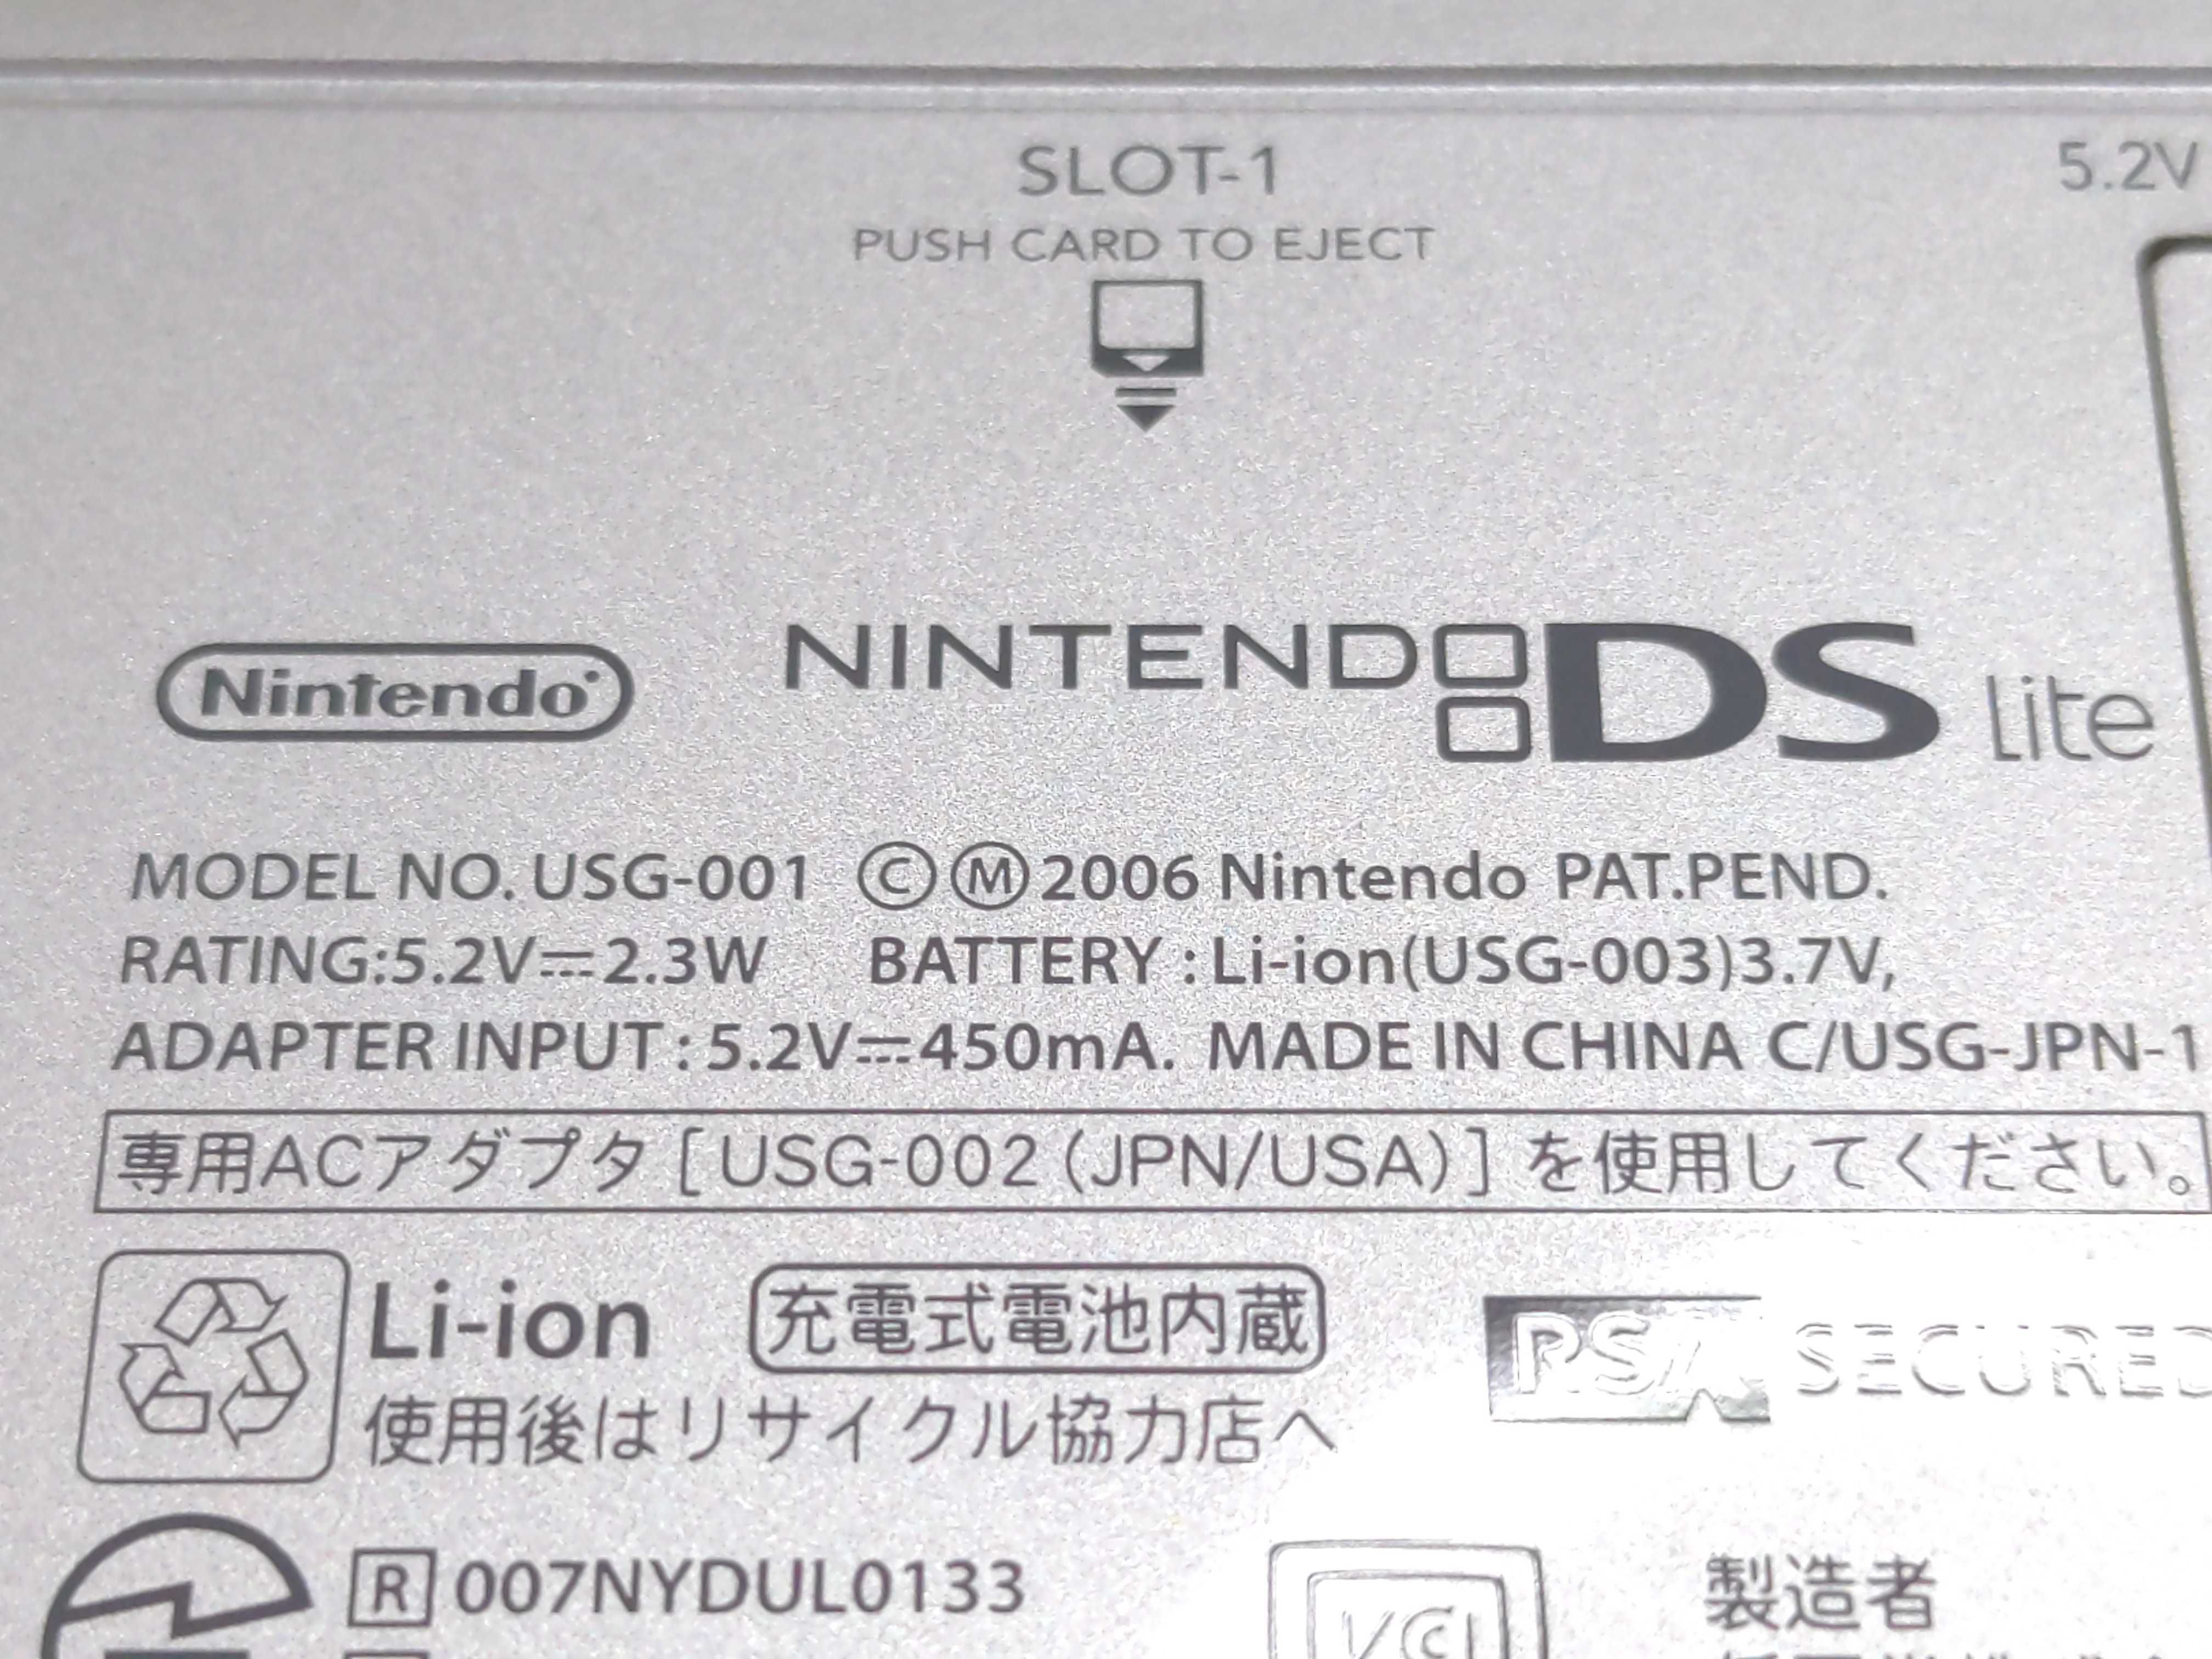 SLOT-1
5.2V
PUSH CARD TO EJECT
Nintendo
NINTENDO DS lite
MODEL NO. USG-001 ©Ⓜ2006 Nintendo PAT.PEND.
RATING:5.2V⎓2.3W BATTERY : Li-ion(USG-003)3.7V,
ADAPTER INPUT : 5.2V⎓450mA. MADE IN CHINA C/USG-JPN-1
専用ACアダプタ [USG-002 (JPN/USA)] を使用してください。
Li-ion 充電式電池内蔵
RSA SECURED
使用後はリサイクル協力店へ
R 007NYDUL0133
VCI
製造者